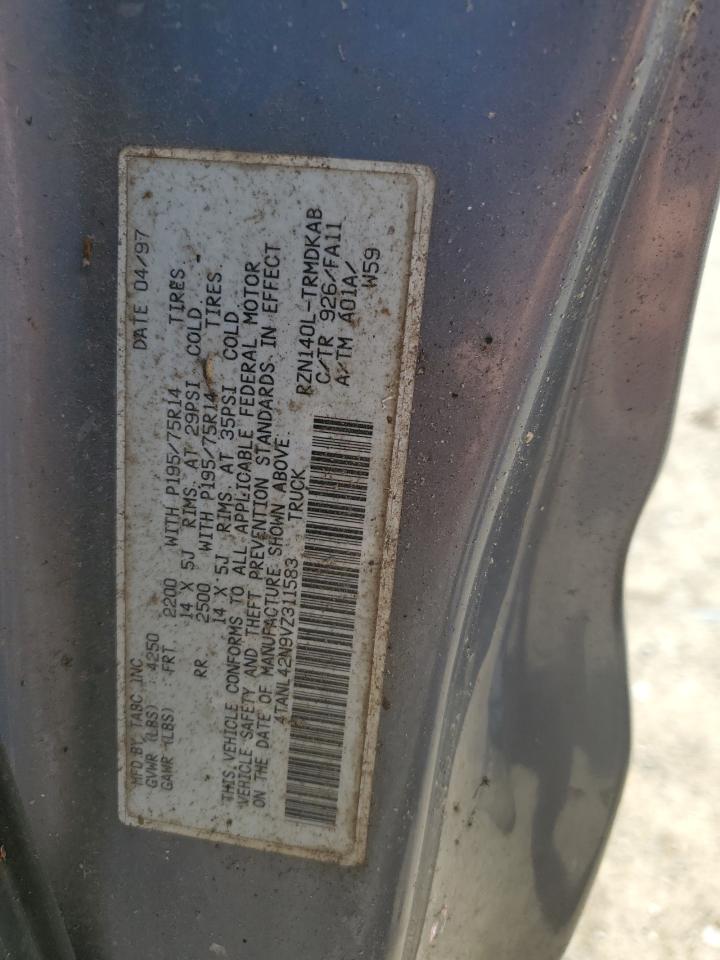 MFD BY TABC INC DATE 04/97
GVWR (LBS) : 4250
GAWR (LBS) : FRT. 2200 WITH P195/75R14 TIRES
14 X 5J RIMS AT 29PSI COLD
RR. 2500 WITH P195/75R14 TIRES
14 X 5J RIMS AT 35PSI COLD
THIS VEHICLE CONFORMS TO ALL APPLICABLE FEDERAL MOTOR
VEHICLE SAFETY AND THEFT PREVENTION STANDARDS IN EFFECT
ON THE DATE OF MANUFACTURE SHOWN ABOVE.
4TANL42N9VZ311583 TRUCK
RZN140L-TRMDKAB
C/TR 926/FA11
A/TM A01A/
W59